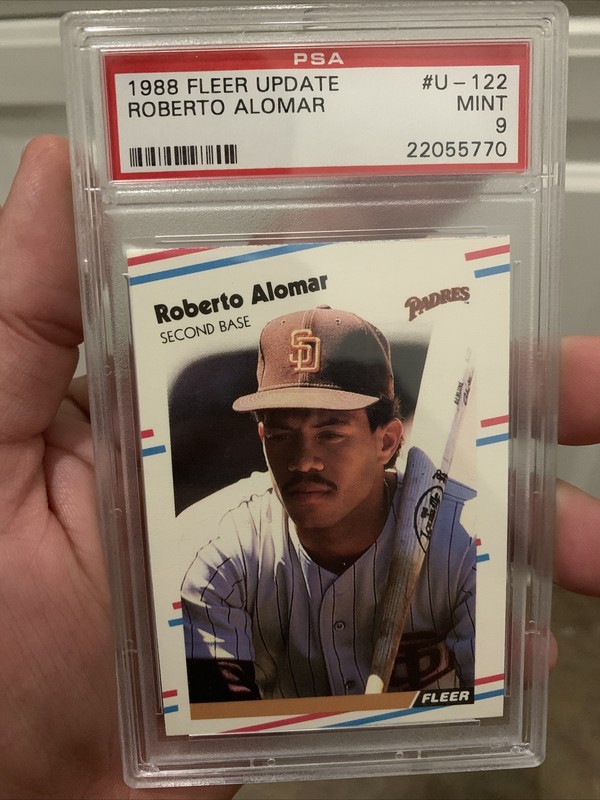 PSA
1988 FLEER UPDATE #U-122
ROBERTO ALOMAR MINT
9
22055770
Roberto Alomar
SECOND BASE
PADRES
SD
FLEER